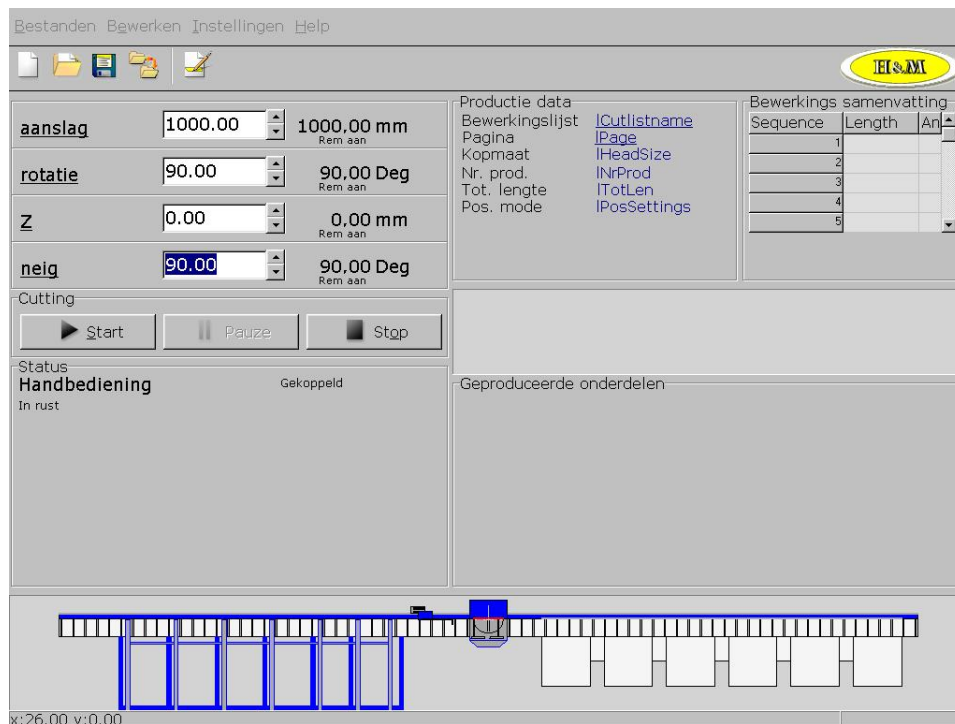 Bestanden Bewerken Instellingen Help
H&M
aanslag 1000.00 1000,00 mm
Rem aan
rotatie 90.00 90,00 Deg
Rem aan
Z 0.00 0,00 mm
Rem aan
neig 90.00 90,00 Deg
Rem aan
Cutting
Start Pauze Stop
Status
Handbediening Gekoppeld
In rust
Productie data
Bewerkingslijst lCutlistname
Pagina lPage
Kopmaat lHeadSize
Nr. prod. lNrProd
Tot. lengte lTotLen
Pos. mode lPosSettings
Bewerkings samenvatting
Sequence Length An
1
2
3
4
5
Geproduceerde onderdelen
x:26.00 y:0.00